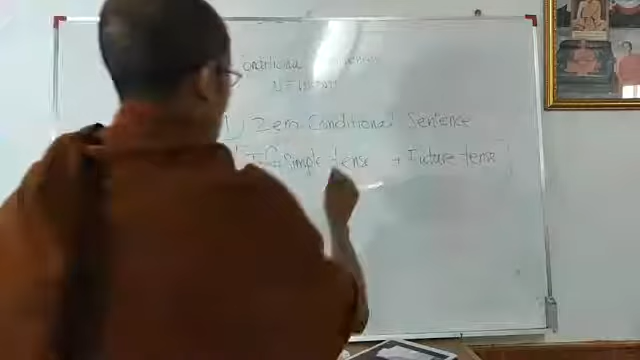 Conditional
1) Zero Conditional Sentence
If + Simple tense + Future tense